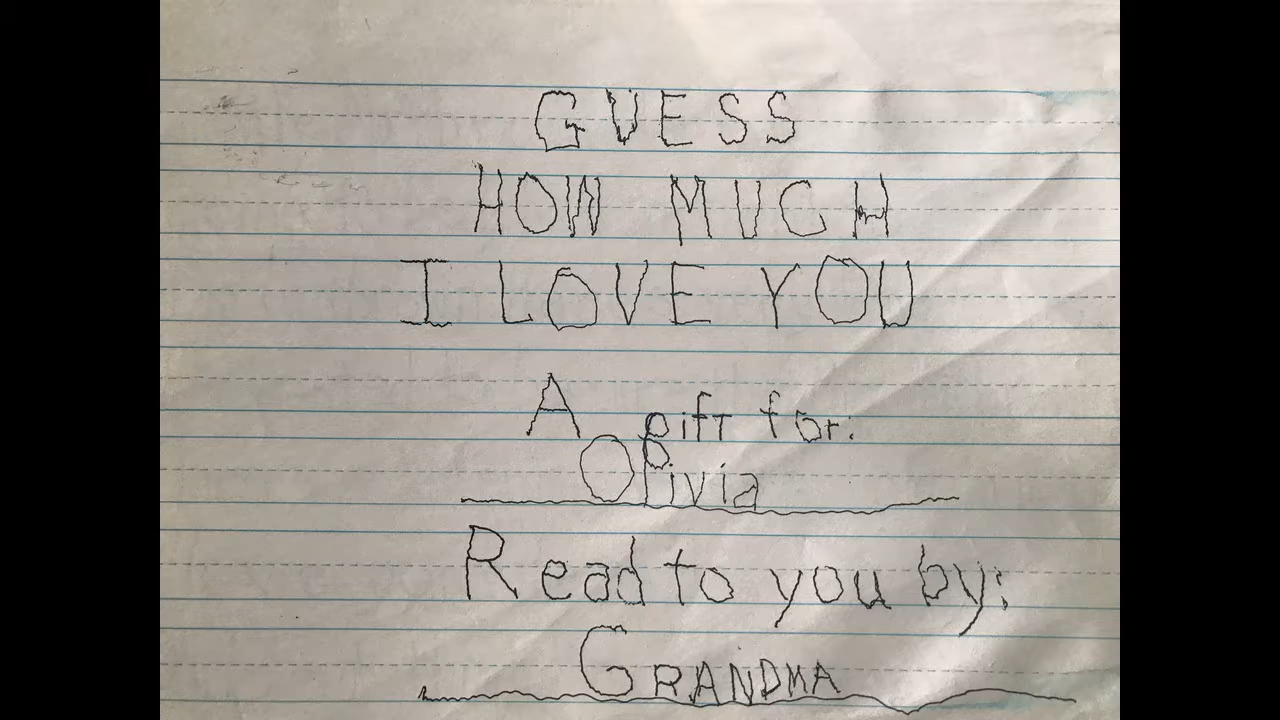 GUESS
HOW MUCH
I LOVE YOU
A gift for:
Olivia
Read to you by:
GRANDMA